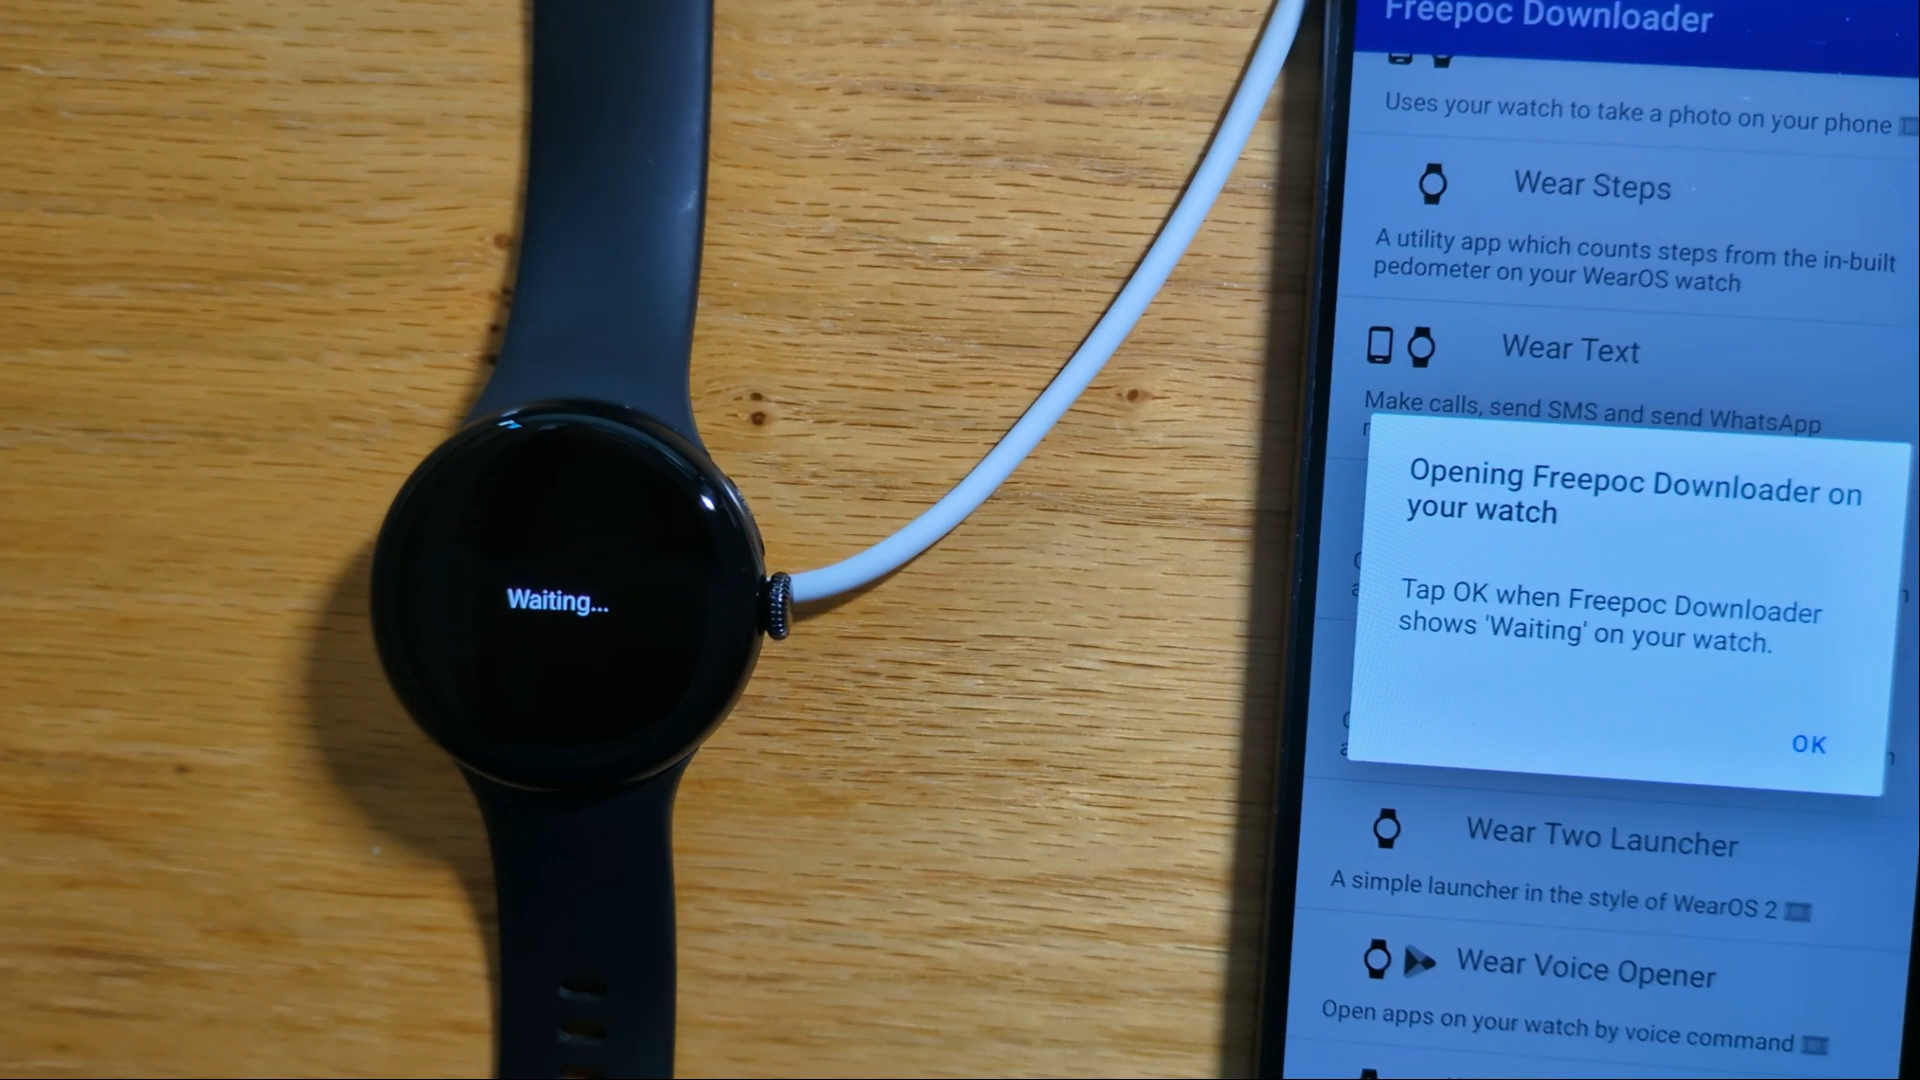 Waiting...
Freepoc Downloader
Uses your watch to take a photo on your phone
Wear Steps
A utility app which counts steps from the in-built
pedometer on your WearOS watch
Wear Text
Make calls, send SMS and send WhatsApp
Opening Freepoc Downloader on
your watch
Tap OK when Freepoc Downloader
shows 'Waiting' on your watch.
OK
Wear Two Launcher
A simple launcher in the style of WearOS 2
Wear Voice Opener
Open apps on your watch by voice command